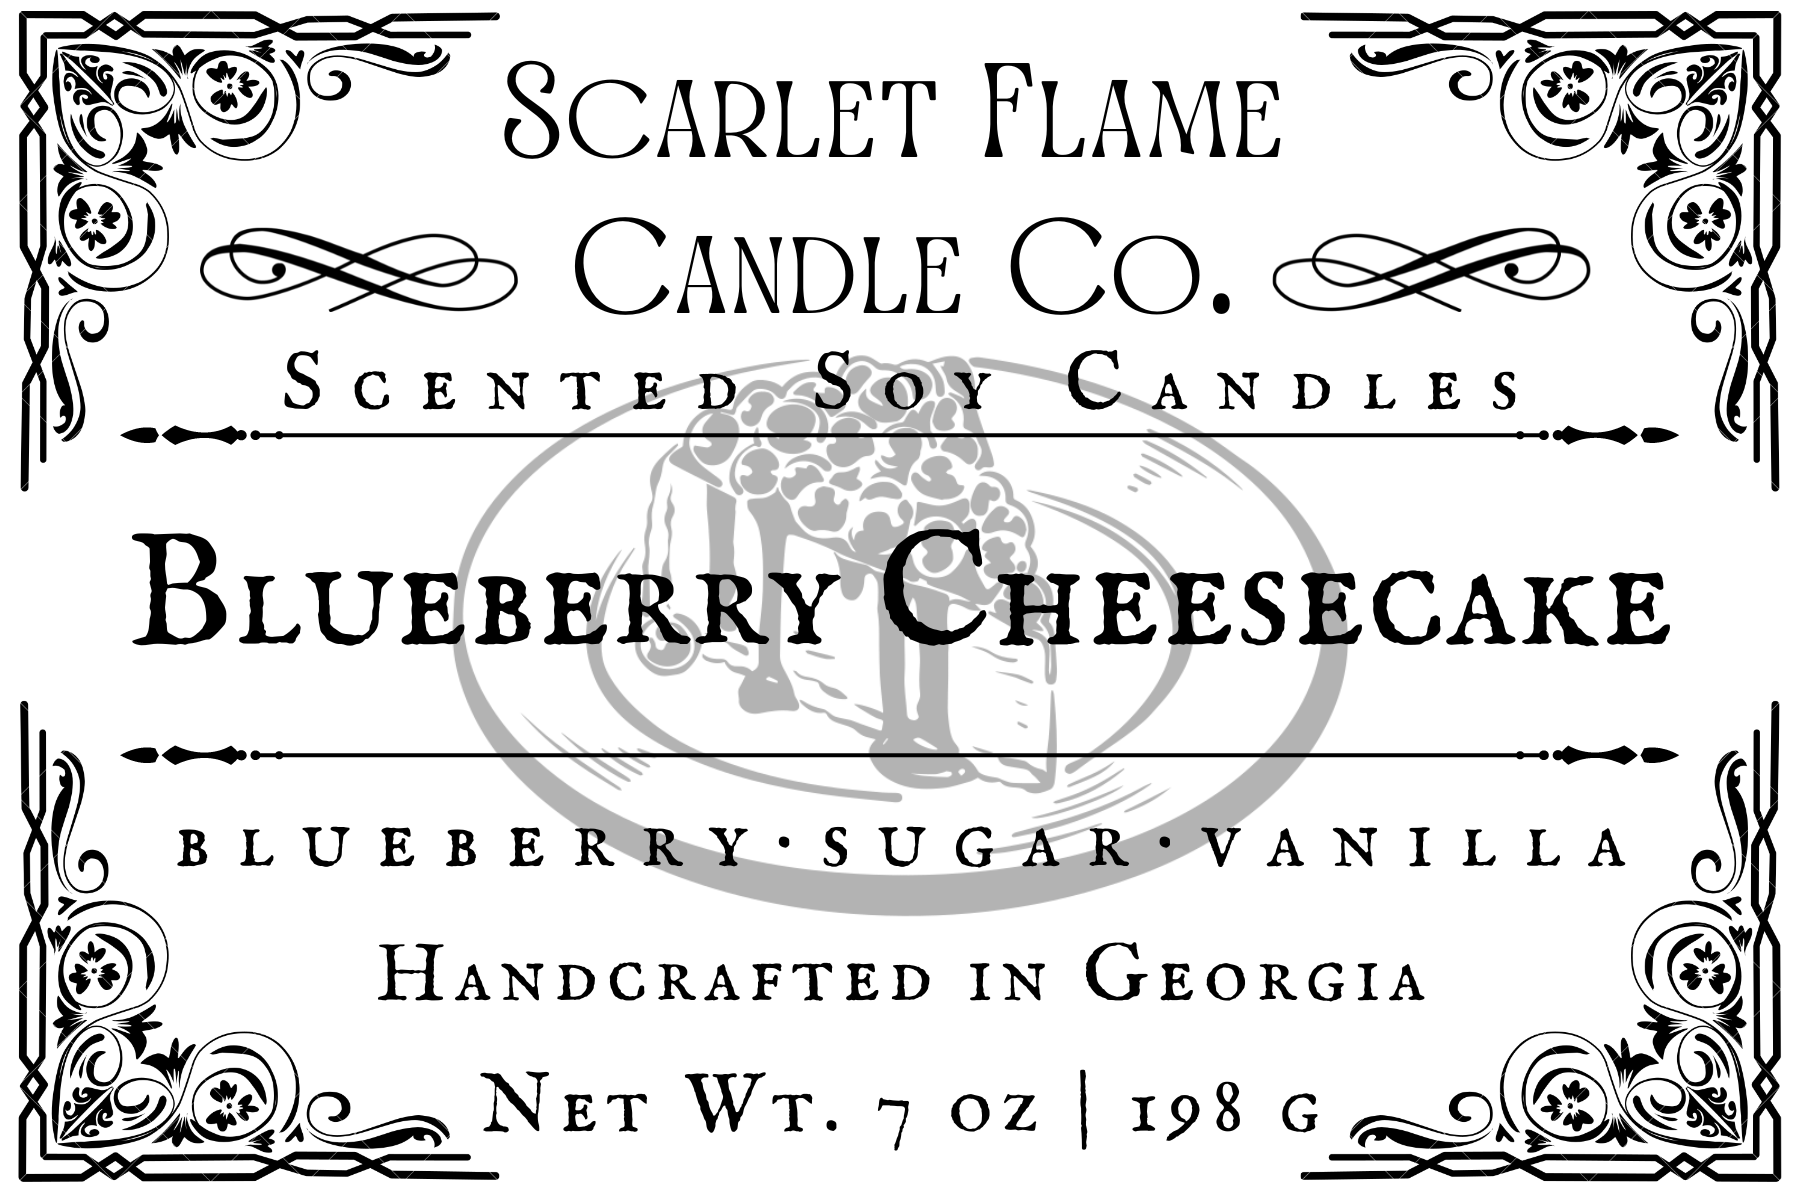 Scarlet Flame
Candle Co.
Scented Soy Candles
Blueberry Cheesecake
BLUEBERRY·SUGAR·VANILLA
Handcrafted in Georgia
Net Wt. 7 oz | 198 g